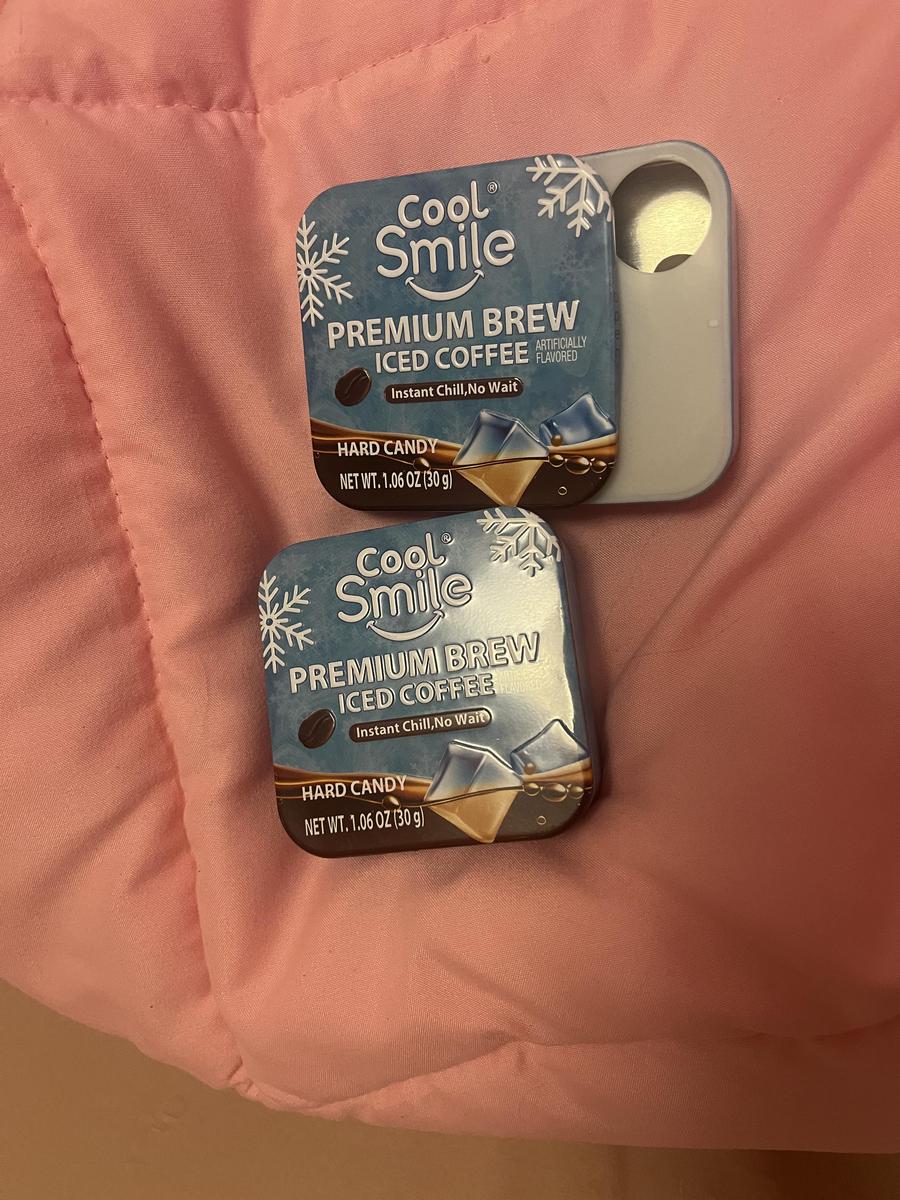 Cool®
Smile
PREMIUM BREW
ICED COFFEE
ARTIFICIALLY
FLAVORED
Instant Chill,No Wait
HARD CANDY
NET WT. 1.06 OZ (30 g)
Cool®
Smile
PREMIUM BREW
ICED COFFEE
FLAVORED
Instant Chill,No Wait
HARD CANDY
NET WT. 1.06 OZ (30 g)